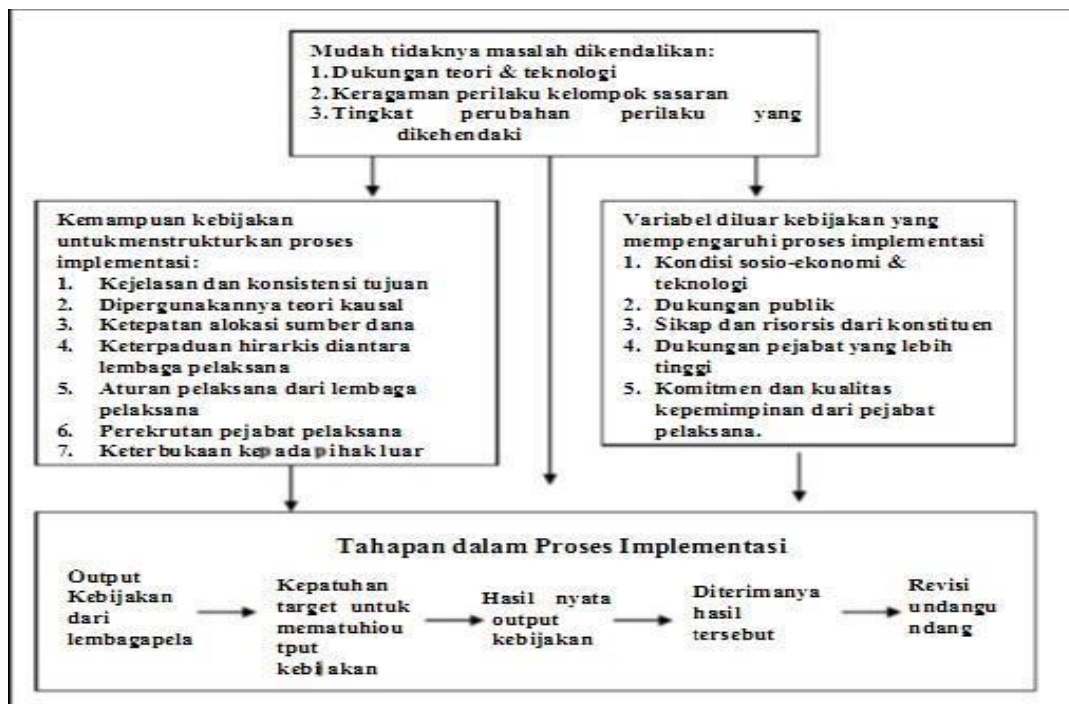 Mudah tidaknya masalah dikendalikan:
1. Dukungan teori & teknologi
2. Keragaman perilaku kelompok sasaran
3. Tingkat perubahan perilaku yang
dikehendaki
Kemampuan kebijakan
untukmenstrukturkan proses
implementasi:
1. Kejelasan dan konsistensi tujuan
2. Dipergunakannya teori kausal
3. Ketepatan alokasi sumber dana
4. Keterpaduan hirarkis diantara
lembaga pelaksana
5. Aturan pelaksana dari lembaga
pelaksana
6. Perekrutan pejabat pelaksana
7. Keterbukaan kepada pihak luar
Variabel diluar kebijakan yang
mempengaruhi proses implementasi
1. Kondisi sosio-ekonomi &
teknologi
2. Dukungan publik
3. Sikap dan risorsis dari konstituen
4. Dukungan pejabat yang lebih
tinggi
5. Komitmen dan kualitas
kepemimpinan dari pejabat
pelaksana.
Tahapan dalam Proses Implementasi
Output
Kebijakan
dari
lembagapela
Kepatuhan
target untuk
mematuhiou
tput
kebijakan
Hasil nyata
output
kebijakan
Diterimanya
hasil
tersebut
Revisi
undangu
ndang